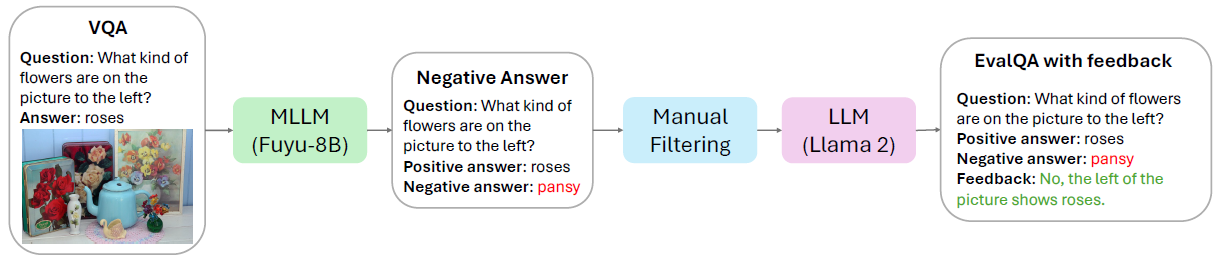 VQA
Question: What kind of
flowers are on the
picture to the left?
Answer: roses
MLLM
(Fuyu-8B)
Negative Answer
Question: What kind of
flowers are on the
picture to the left?
Positive answer: roses
Negative answer: pansy
Manual
Filtering
LLM
(Llama 2)
EvalQA with feedback
Question: What kind of flowers
are on the picture to the left?
Positive answer: roses
Negative answer: pansy
Feedback: No, the left of the
picture shows roses.